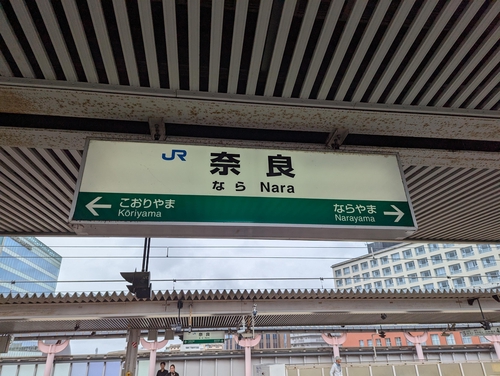 JR 奈良
なら Nara
← こおりやま ならやま →
Kōriyama Narayama